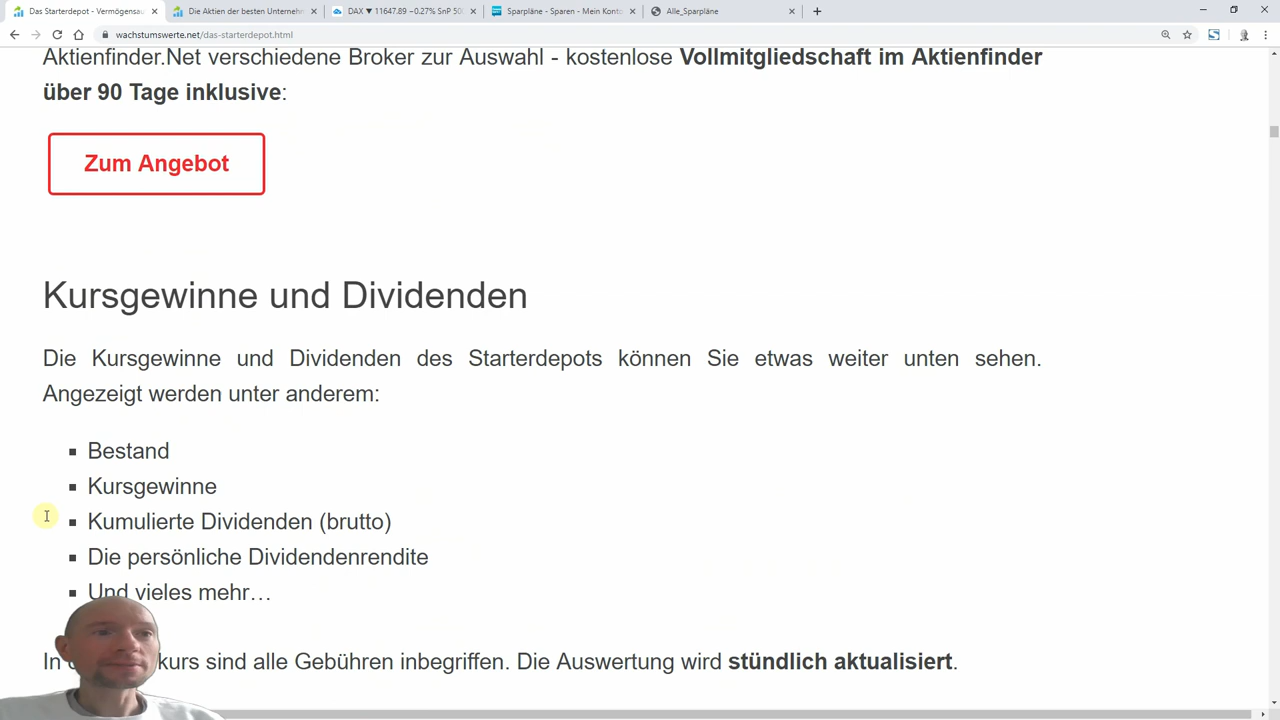 Das Starterdepot - Vermögensau
Die Aktien der besten Unternehm
DAX ▼ 11647.89 −0.27% SnP 500
Sparpläne - Sparen - Mein Konto
Alle_Sparpläne
wachstumswerte.net/das-starterdepot.html
Aktienfinder.Net verschiedene Broker zur Auswahl - kostenlose Vollmitgliedschaft im Aktienfinder
über 90 Tage inklusive:
Zum Angebot
Kursgewinne und Dividenden
Die Kursgewinne und Dividenden des Starterdepots können Sie etwas weiter unten sehen.
Angezeigt werden unter anderem:
▪ Bestand
▪ Kursgewinne
▪ Kumulierte Dividenden (brutto)
▪ Die persönliche Dividendenrendite
▪ Und vieles mehr…
In kurs sind alle Gebühren inbegriffen. Die Auswertung wird stündlich aktualisiert.